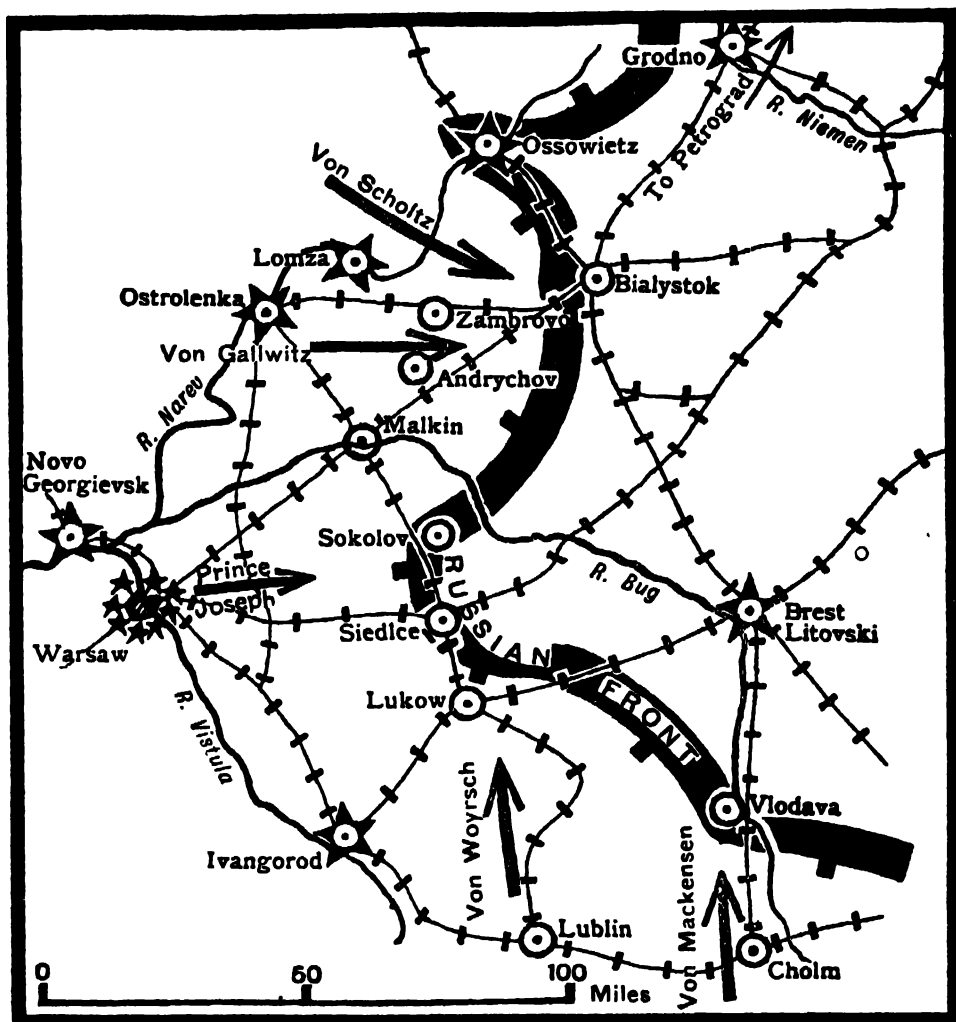 Grodno
R. Niemen
To Petrograd
Ossowietz
Von Scholtz
Lomza
Ostrolenka
Bialystok
Zambrovo
Von Gallwitz
Andrychov
R. Narev
Malkin
Novo
Georgievsk
Sokolov
RUSSIAN FRONT
Prince
Joseph
R. Bug
Brest
Litovski
Siedlce
Warsaw
Lukow
R. Vistula
Vlodava
Von Woyrsch
Ivangorod
Von Mackensen
Lublin
Cholm
0 50 100
Miles